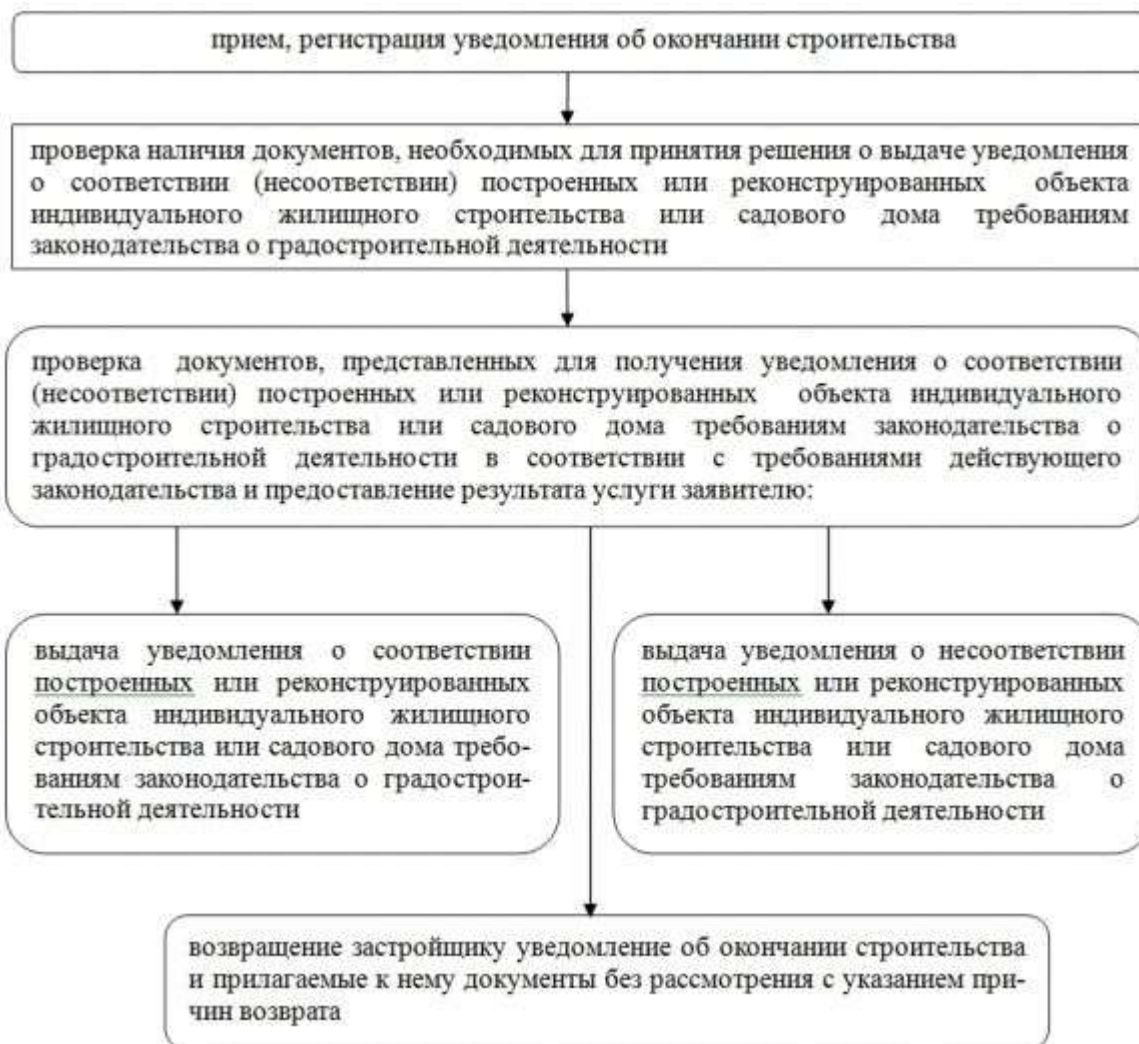 прием, регистрация уведомления об окончании строительства
проверка наличия документов, необходимых для принятия решения о выдаче уведомления
о соответствии (несоответствии) построенных или реконструированных объекта
индивидуального жилищного строительства или садового дома требованиям
законодательства о градостроительной деятельности
проверка документов, представленных для получения уведомления о соответствии
(несоответствии) построенных или реконструированных объекта индивидуального
жилищного строительства или садового дома требованиям законодательства о
градостроительной деятельности в соответствии с требованиями действующего
законодательства и предоставление результата услуги заявителю:
выдача уведомления о соответствии
построенных или реконструированных
объекта индивидуального жилищного
строительства или садового дома требо-
ваниям законодательства о градострои-
тельной деятельности
выдача уведомления о несоответствии
построенных или реконструированных
объекта индивидуального жилищного
строительства или садового дома
требованиям законодательства о
градостроительной деятельности
возвращение застройщику уведомление об окончании строительства
и прилагаемые к нему документы без рассмотрения с указанием при-
чин возврата